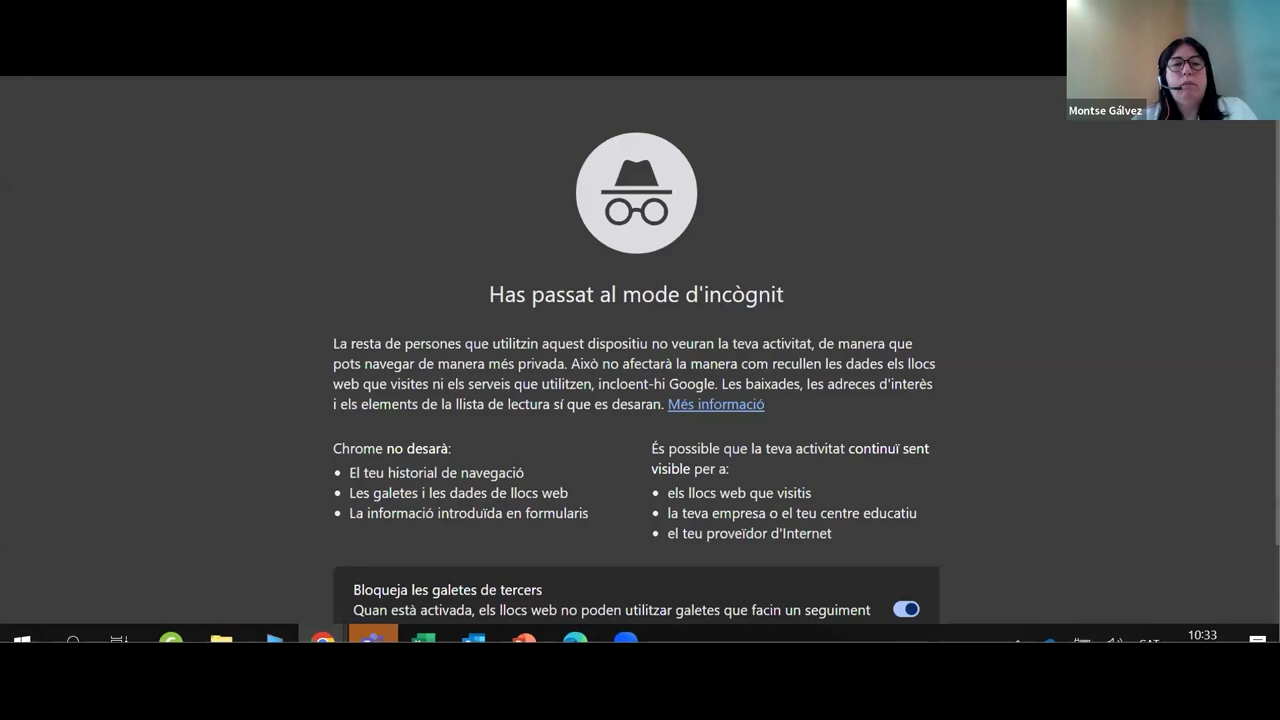 Montse Gálvez
Has passat al mode d'incògnit
La resta de persones que utilitzin aquest dispositiu no veuran la teva activitat, de manera que
pots navegar de manera més privada. Això no afectarà la manera com recullen les dades els llocs
web que visites ni els serveis que utilitzen, incloent-hi Google. Les baixades, les adreces d'interès
i els elements de la llista de lectura sí que es desaran. Més informació
Chrome no desarà:
• El teu historial de navegació
• Les galetes i les dades de llocs web
• La informació introduïda en formularis
És possible que la teva activitat continuï sent
visible per a:
• els llocs web que visitis
• la teva empresa o el teu centre educatiu
• el teu proveïdor d'Internet
Bloqueja les galetes de tercers
Quan està activada, els llocs web no poden utilitzar galetes que facin un seguiment
10:33